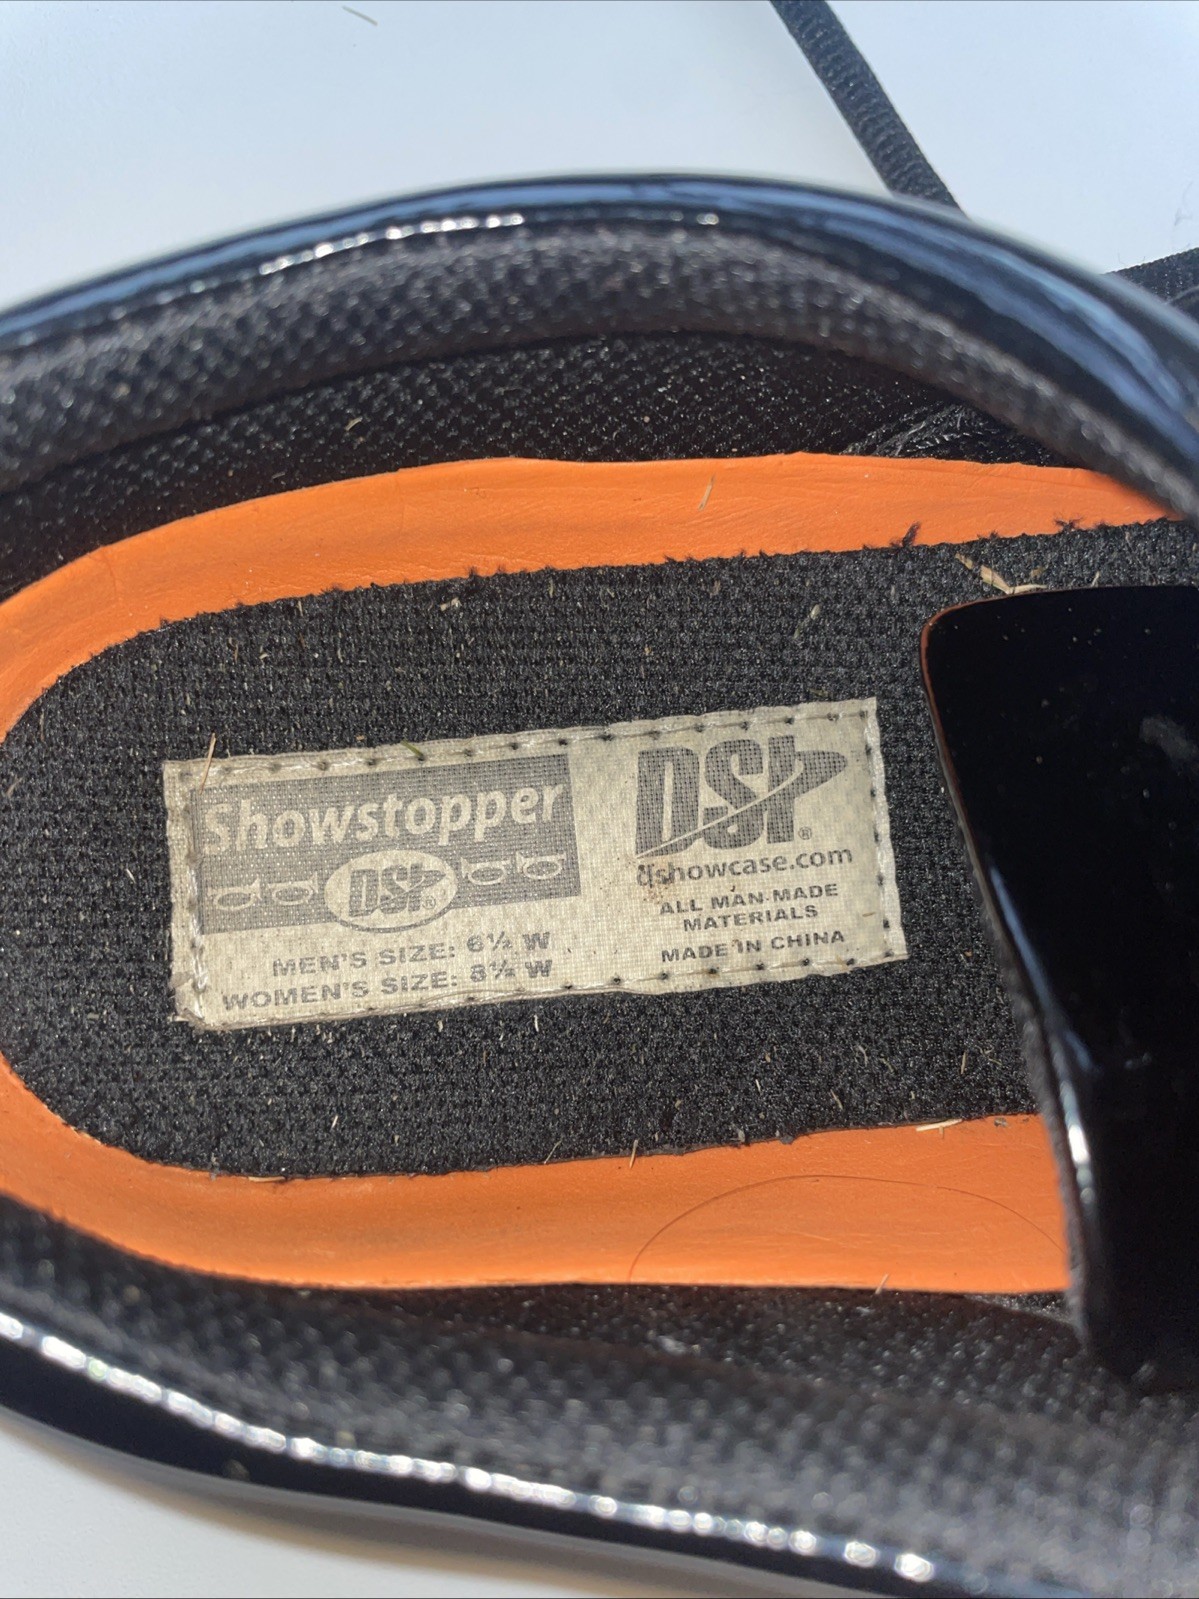 Showstopper
DSI®
MEN'S SIZE: 6½ W
WOMEN'S SIZE: 8½ W
DSI®
dshowcase.com
ALL MAN-MADE
MATERIALS
MADE IN CHINA